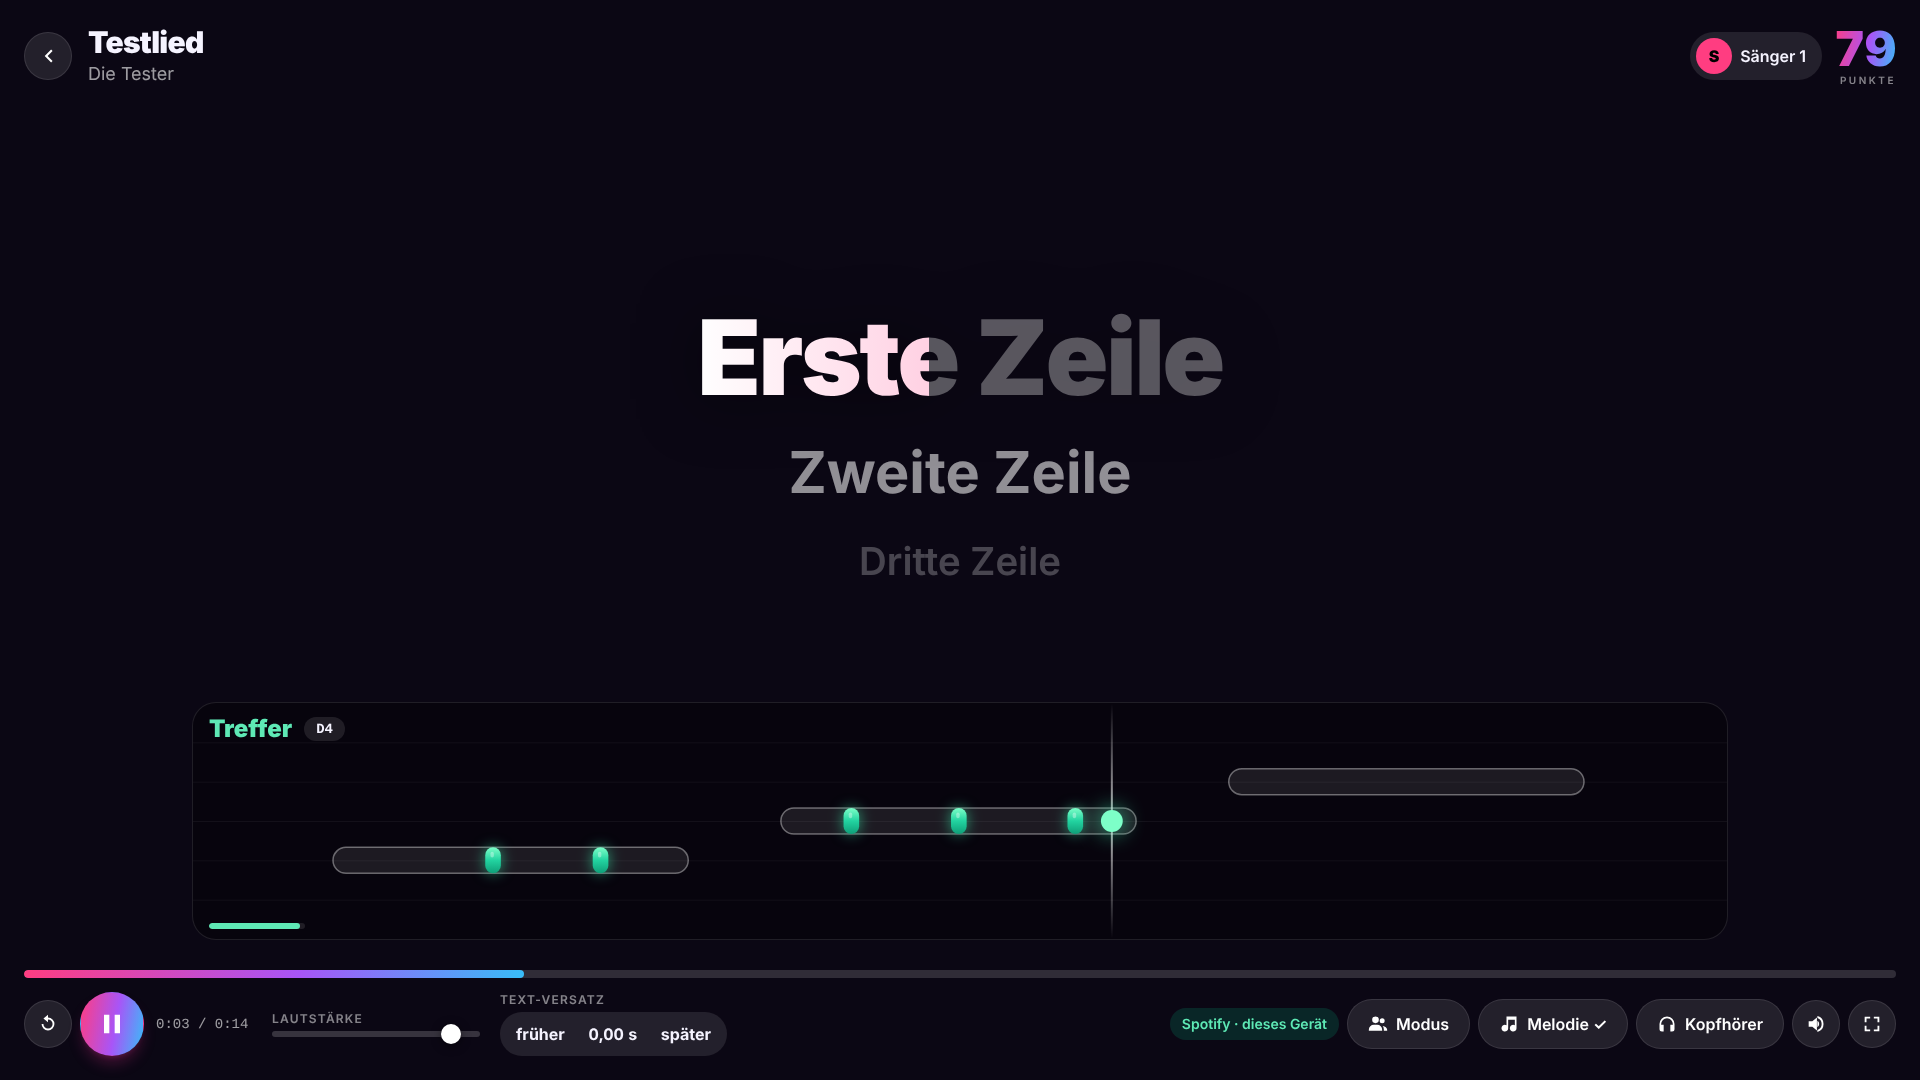 Testlied
Die Tester
S Sänger 1
79
PUNKTE
Erste Zeile
Zweite Zeile
Dritte Zeile
Treffer D4
0:03 / 0:14
LAUTSTÄRKE
TEXT-VERSATZ
früher 0,00 s später
Spotify · dieses Gerät
Modus
Melodie ✓
Kopfhörer